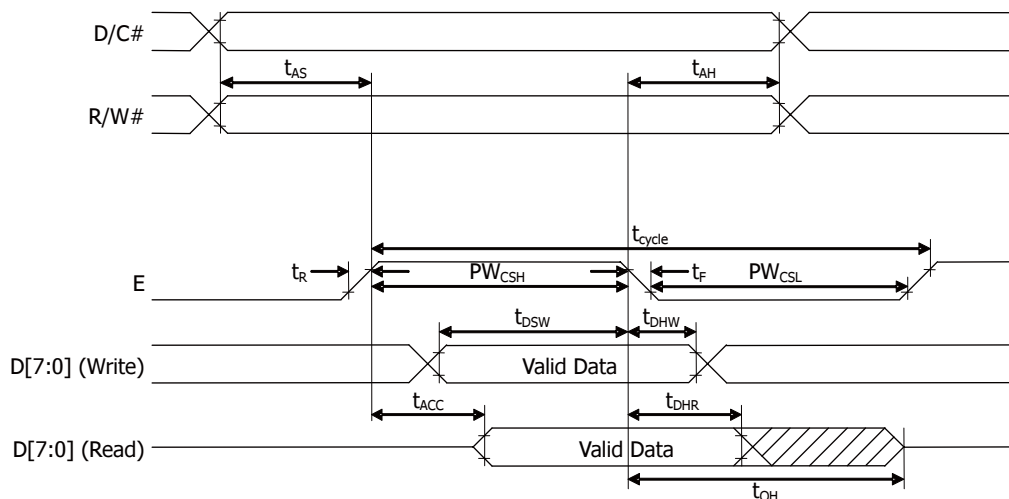 D/C#
tAS
tAH
R/W#
tcycle
E
tR
PWCSH
tF
PWCSL
tDSW
tDHW
D[7:0] (Write)
Valid Data
tACC
tDHR
D[7:0] (Read)
Valid Data
tOH